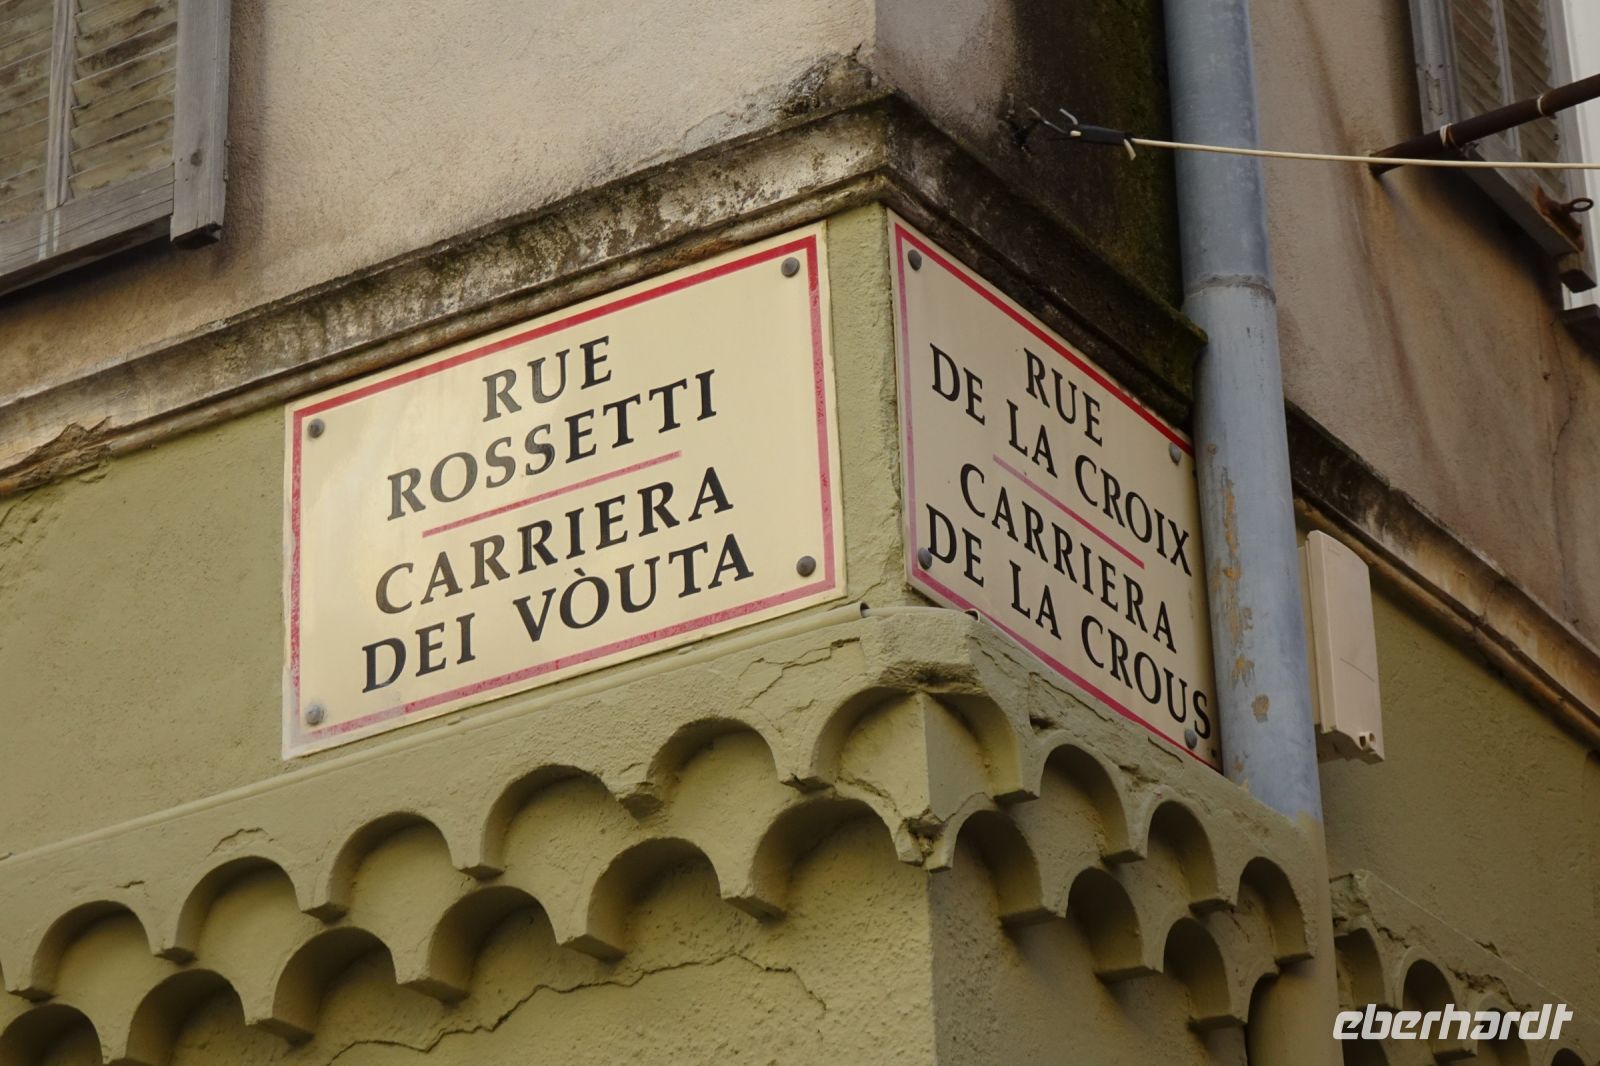 RUE
ROSSETTI
CARRIERA
DEI VÒUTA
RUE
DE LA CROIX
CARRIERA
DE LA CROUS
eberhardt